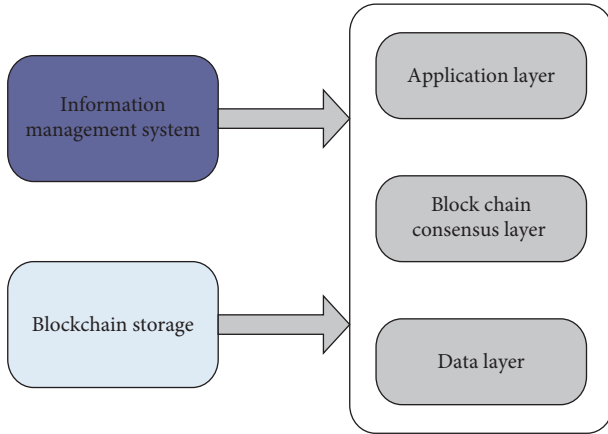 Information
management system
Blockchain storage
Application layer
Block chain
consensus layer
Data layer